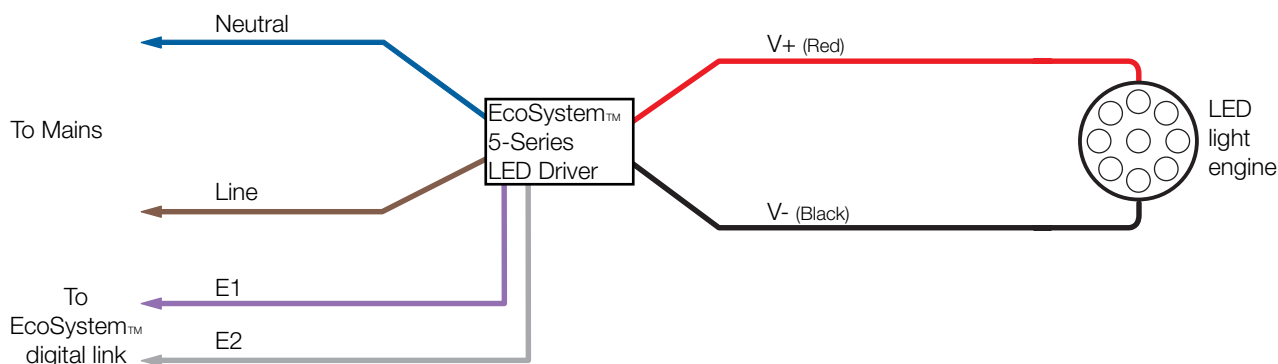 Neutral
To Mains
Line
E1
To
EcoSystem™
digital link
E2
EcoSystem™
5-Series
LED Driver
V+ (Red)
V- (Black)
LED
light
engine